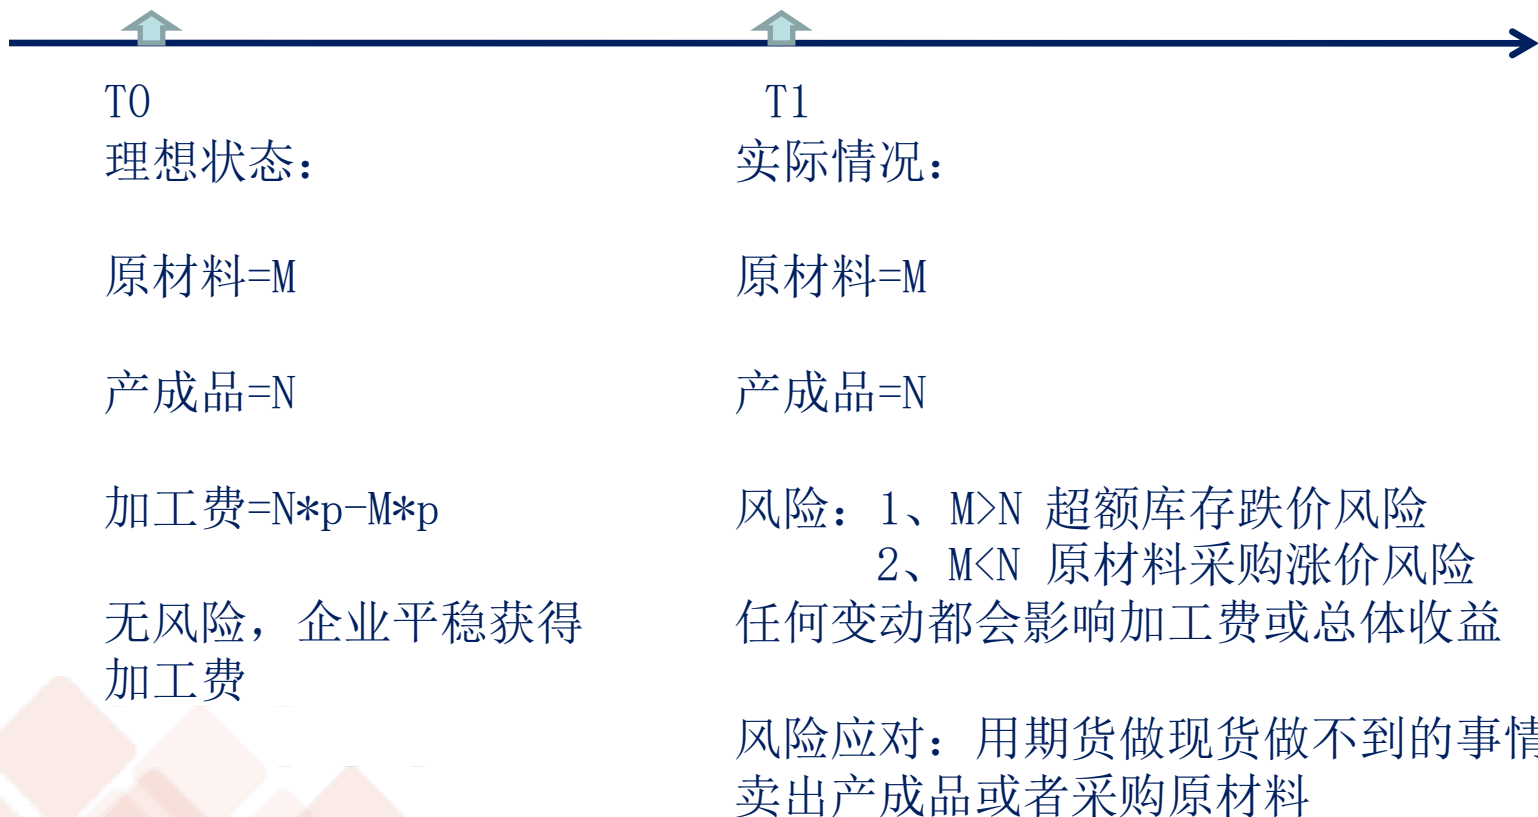 T0
理想状态：
原材料=M
产成品=N
加工费=N*p-M*p
无风险，企业平稳获得
加工费
T1
实际情况：
原材料=M
产成品=N
风险：1、M>N 超额库存跌价风险
2、M<N 原材料采购涨价风险
任何变动都会影响加工费或总体收益
风险应对：用期货做现货做不到的事情
卖出产成品或者采购原材料